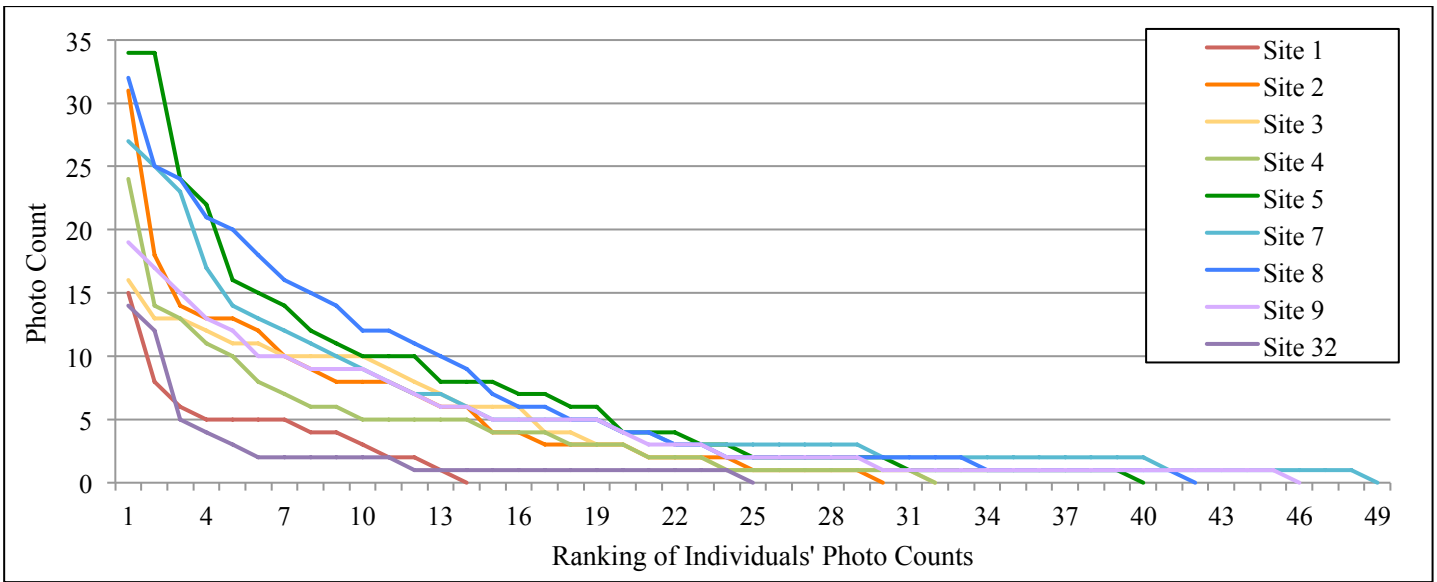 35
30
25
20
15
10
5
0
Photo Count
1 4 7 10 13 16 19 22 25 28 31 34 37 40 43 46 49
Ranking of Individuals' Photo Counts
Site 1
Site 2
Site 3
Site 4
Site 5
Site 7
Site 8
Site 9
Site 32